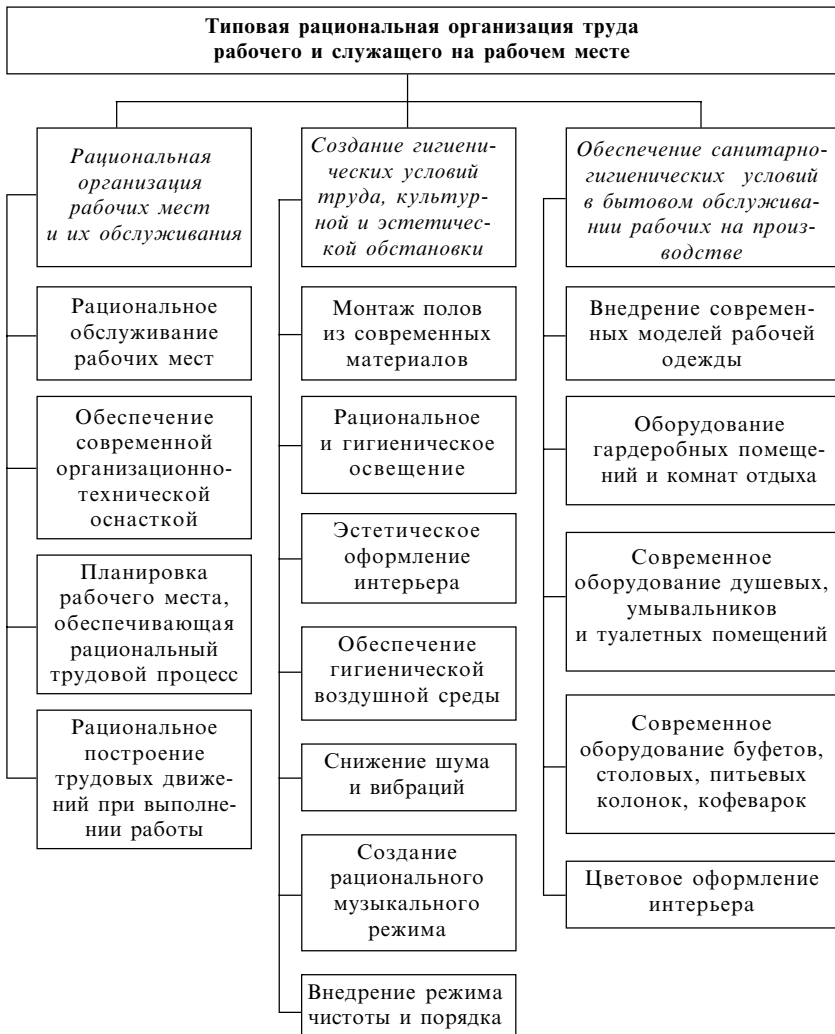 Типовая рациональная организация труда
рабочего и служащего на рабочем месте
Рациональная
организация
рабочих мест
и их обслуживания
Рациональное
обслуживание
рабочих мест
Обеспечение
современной
организационно-
технической
оснасткой
Планировка
рабочего места,
обеспечивающая
рациональный
трудовой процесс
Рациональное
построение
трудовых движе-
ний при выполне-
нии работы
Создание гигиени-
ческих условий
труда, культур-
ной и эстетичес-
кой обстановки
Монтаж полов
из современных
материалов
Рациональное
и гигиеническое
освещение
Эстетическое
оформление
интерьера
Обеспечение
гигиенической
воздушной среды
Снижение шума
и вибраций
Создание
рационального
музыкального
режима
Внедрение режима
чистоты и порядка
Обеспечение санитарно-
гигиенических условий
в бытовом обслужива-
нии рабочих на произ-
водстве
Внедрение современ-
ных моделей рабочей
одежды
Оборудование
гардеробных помеще-
ний и комнат отдыха
Современное
оборудование душевых,
умывальников
и туалетных помещений
Современное
оборудование буфетов,
столовых, питьевых
колонок, кофеварок
Цветовое оформление
интерьера